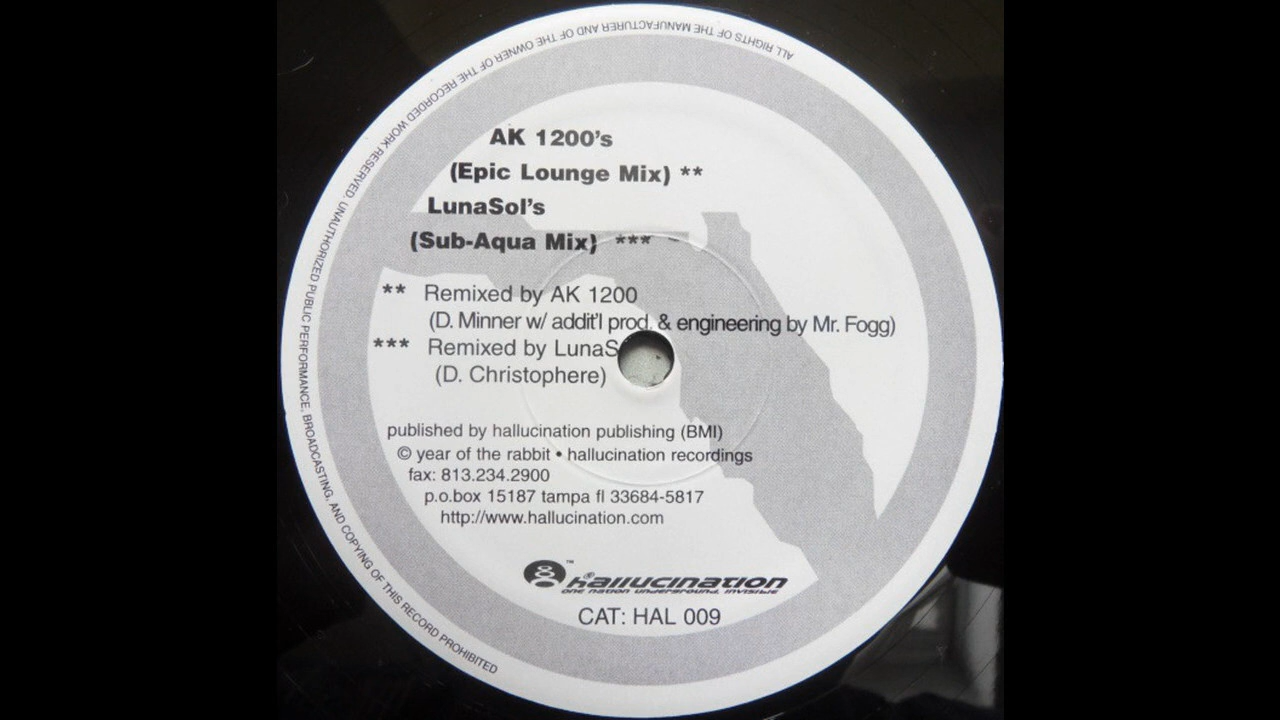 AK 1200's
(Epic Lounge Mix) **
LunaSol's
(Sub-Aqua Mix) ***
** Remixed by AK 1200
(D. Minner w/ addit'l prod. & engineering by Mr. Fogg)
*** Remixed by LunaS
(D. Christophere)
published by hallucination publishing (BMI)
© year of the rabbit • hallucination recordings
fax: 813.234.2900
p.o.box 15187 tampa fl 33684-5817
http://www.hallucination.com
hallucination™
ONE NATION UNDERGROUND, INVISIBLE
CAT: HAL 009
ALL RIGHTS OF THE MANUFACTURER AND OF THE OWNER OF THE RECORDED WORK RESERVED. UNAUTHORIZED PUBLIC PERFORMANCE, BROADCASTING, AND COPYING OF THIS RECORD PROHIBITED